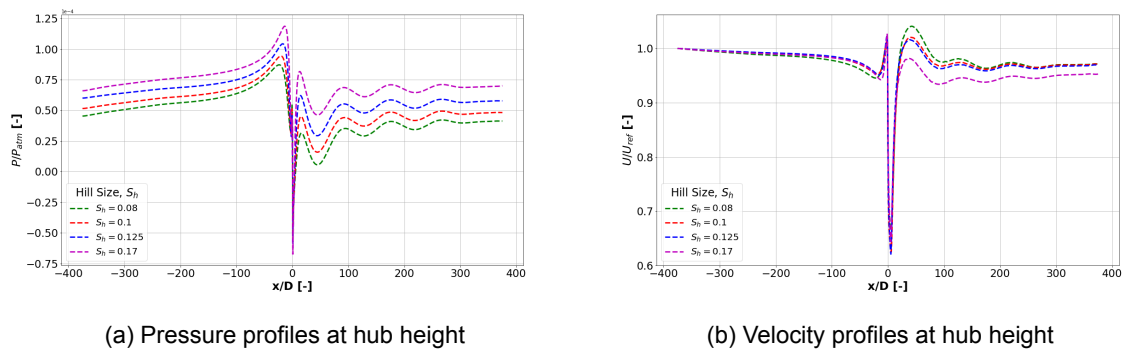 1e−4
1.25
1.00
0.75
0.50
0.25
0.00
−0.25
−0.50
−0.75
P/P_atm [-]
Hill Size, S_h
S_h = 0.08
S_h = 0.1
S_h = 0.125
S_h = 0.17
−400 −300 −200 −100 0 100 200 300 400
x/D [-]
(a) Pressure profiles at hub height
1.0
0.9
0.8
0.7
0.6
U/U_ref [-]
Hill Size, S_h
S_h = 0.08
S_h = 0.1
S_h = 0.125
S_h = 0.17
−400 −300 −200 −100 0 100 200 300 400
x/D [-]
(b) Velocity profiles at hub height